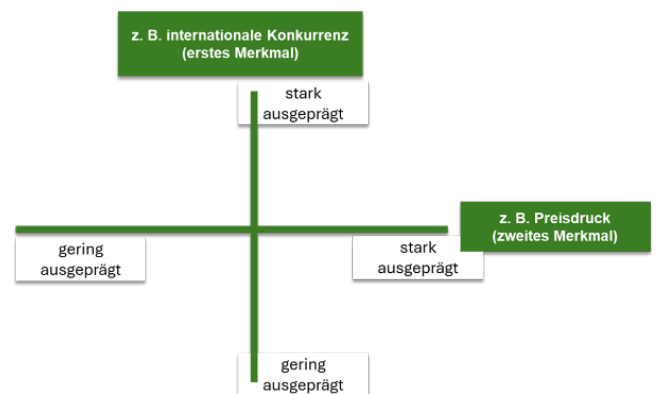 z. B. internationale Konkurrenz
(erstes Merkmal)
stark
ausgeprägt
z. B. Preisdruck
(zweites Merkmal)
gering
ausgeprägt
stark
ausgeprägt
gering
ausgeprägt